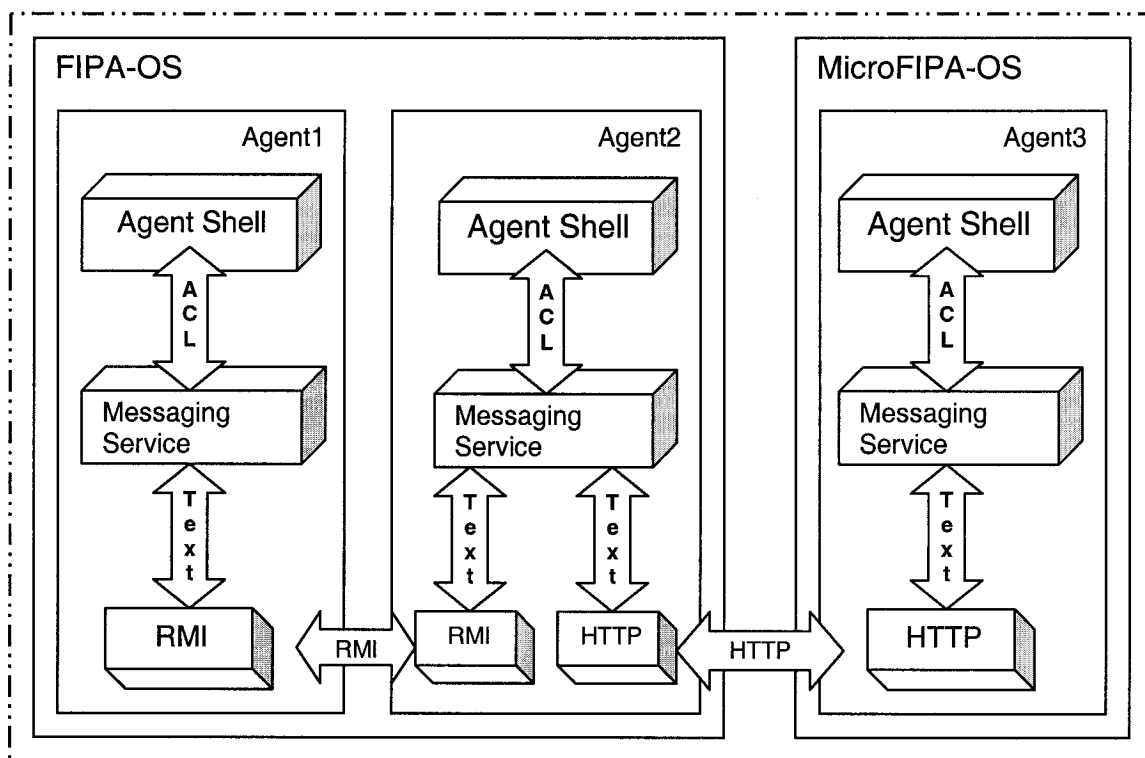 FIPA-OS
MicroFIPA-OS
Agent1
Agent2
Agent3
Agent Shell
Agent Shell
Agent Shell
ACL
ACL
ACL
Messaging
Service
Messaging
Service
Messaging
Service
Text
Text
Text
Text
RMI
RMI
RMI
HTTP
HTTP
HTTP